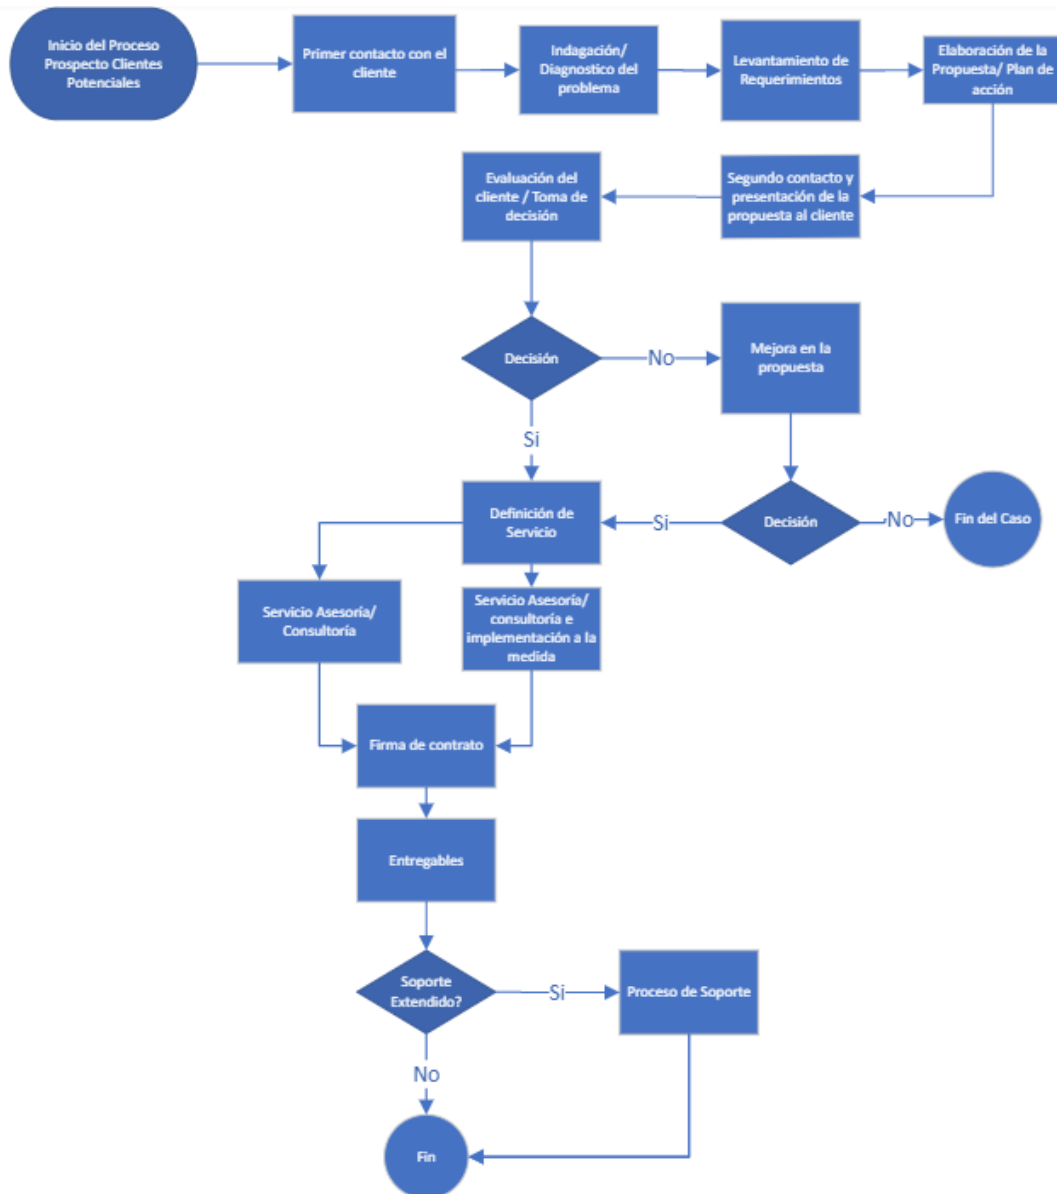 Inicio del Proceso
Prospecto Clientes
Potenciales
Primer contacto con el
cliente
Indagación/
Diagnostico del
problema
Levantamiento de
Requerimientos
Elaboración de la
Propuesta/ Plan de
acción
Evaluación del
cliente / Toma de
decisión
Segundo contacto y
presentación de la
propuesta al cliente
Decisión
No
Mejora en la
propuesta
Si
Definición de
Servicio
Si
Decisión
No
Fin del Caso
Servicio Asesoría/
Consultoría
Servicio Asesoría/
consultoría e
implementación a la
medida
Firma de contrato
Entregables
Soporte
Extendido?
Si
Proceso de Soporte
No
Fin